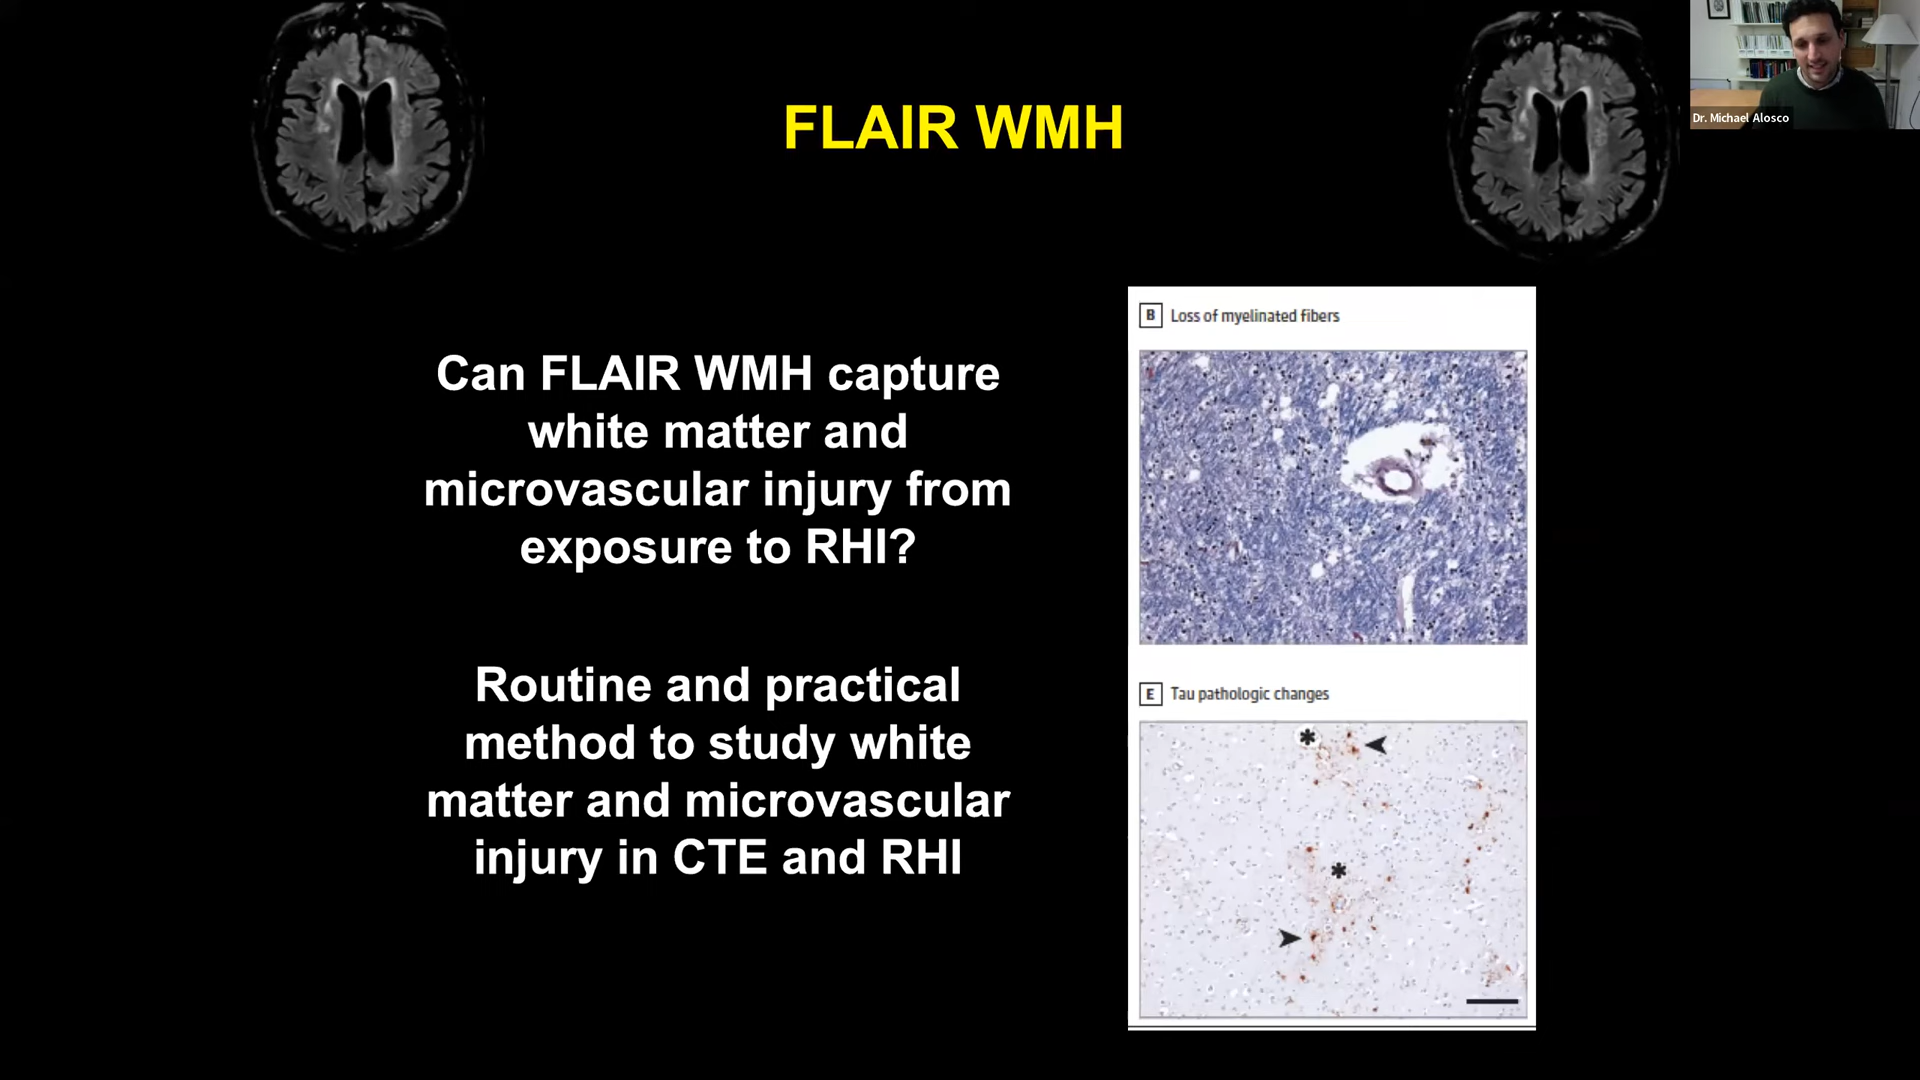 FLAIR WMH
Dr. Michael Alosco
Can FLAIR WMH capture
white matter and
microvascular injury from
exposure to RHI?
Routine and practical
method to study white
matter and microvascular
injury in CTE and RHI
B Loss of myelinated fibers
E Tau pathologic changes